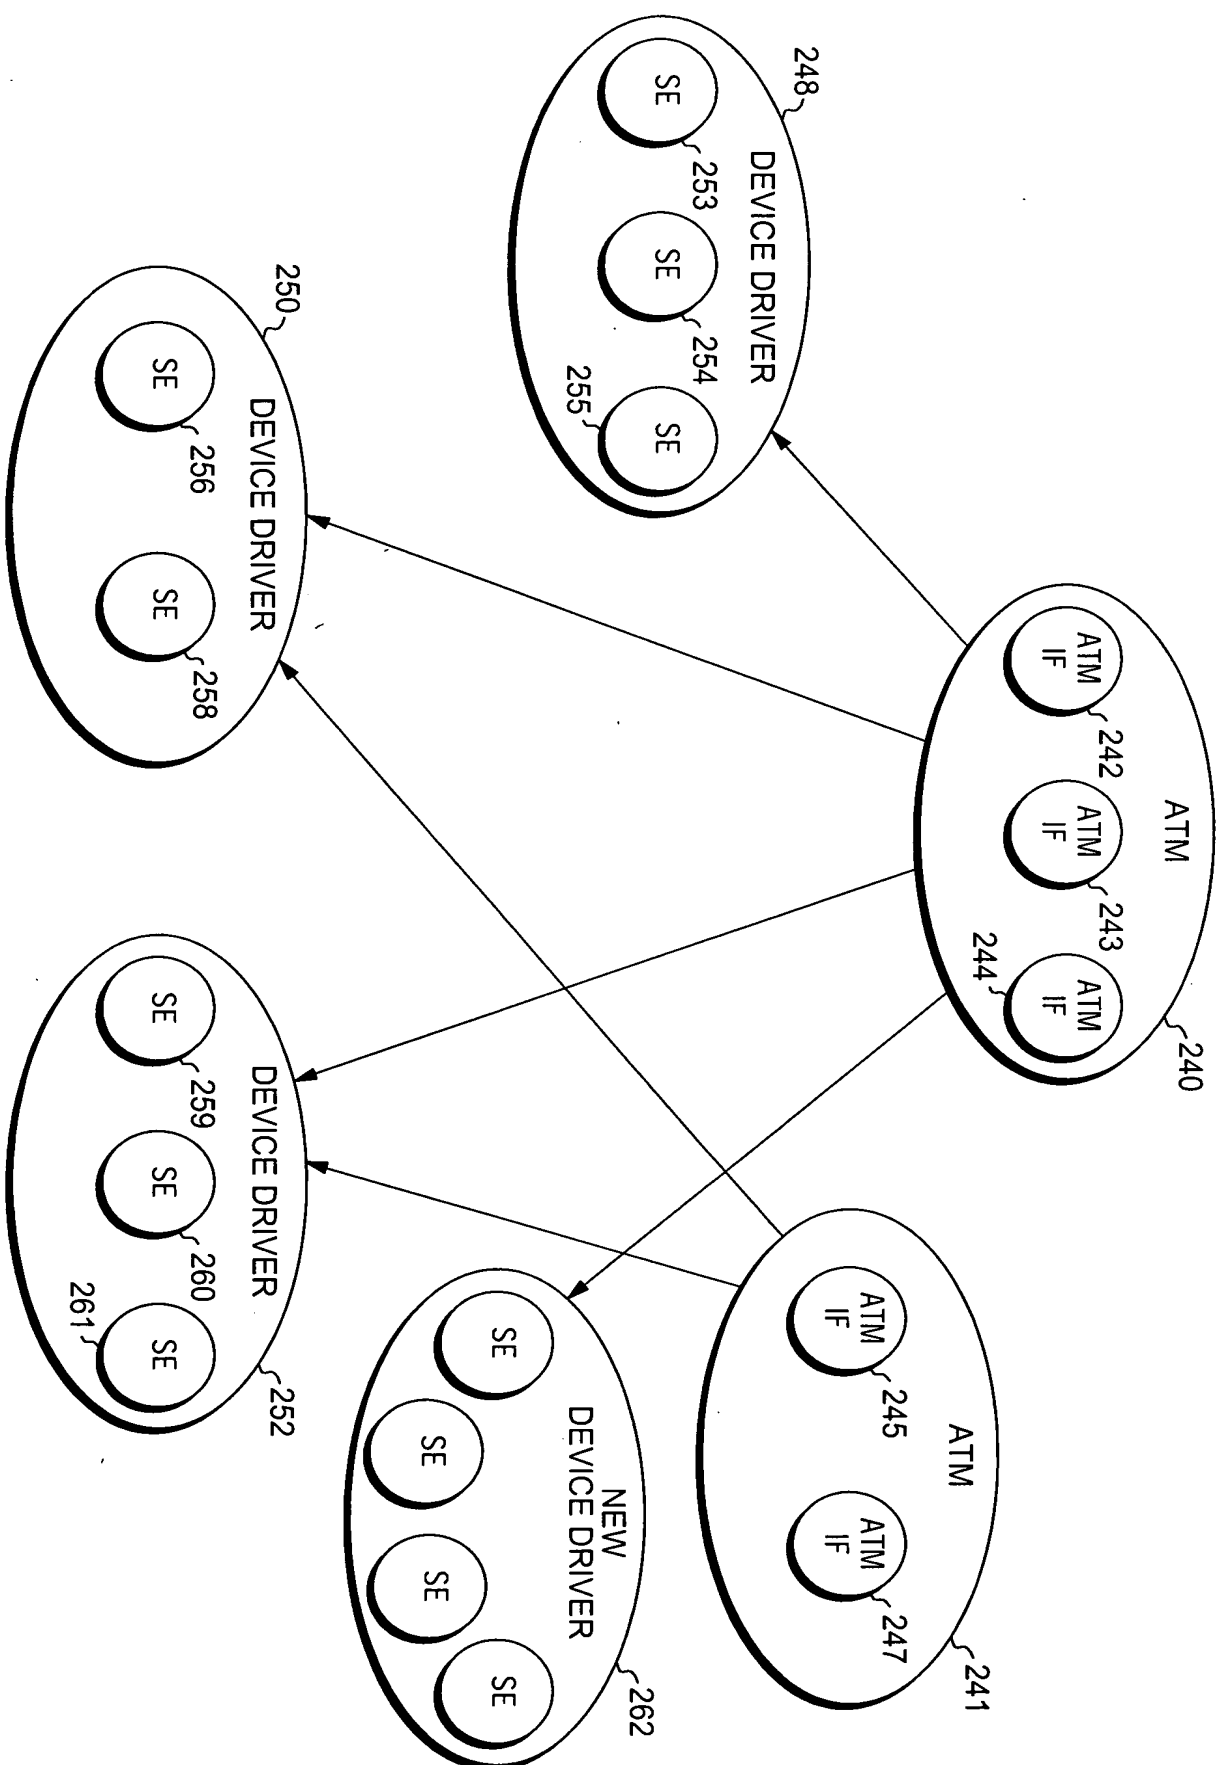 ATM
240
ATM
IF
242
ATM
IF
243
ATM
IF
244
ATM
241
ATM
IF
245
ATM
IF
247
248
DEVICE DRIVER
SE
253
SE
254
SE
255
NEW
DEVICE DRIVER
262
SE
SE
SE
SE
250
DEVICE DRIVER
SE
256
SE
258
DEVICE DRIVER
252
SE
259
SE
260
SE
261